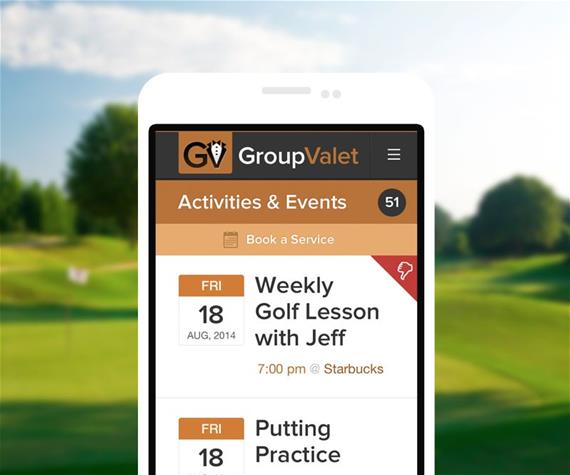 GV GroupValet
Activities & Events 51
Book a Service
FRI
18
AUG, 2014
Weekly
Golf Lesson
with Jeff
7:00 pm @ Starbucks
FRI
18
Putting
Practice